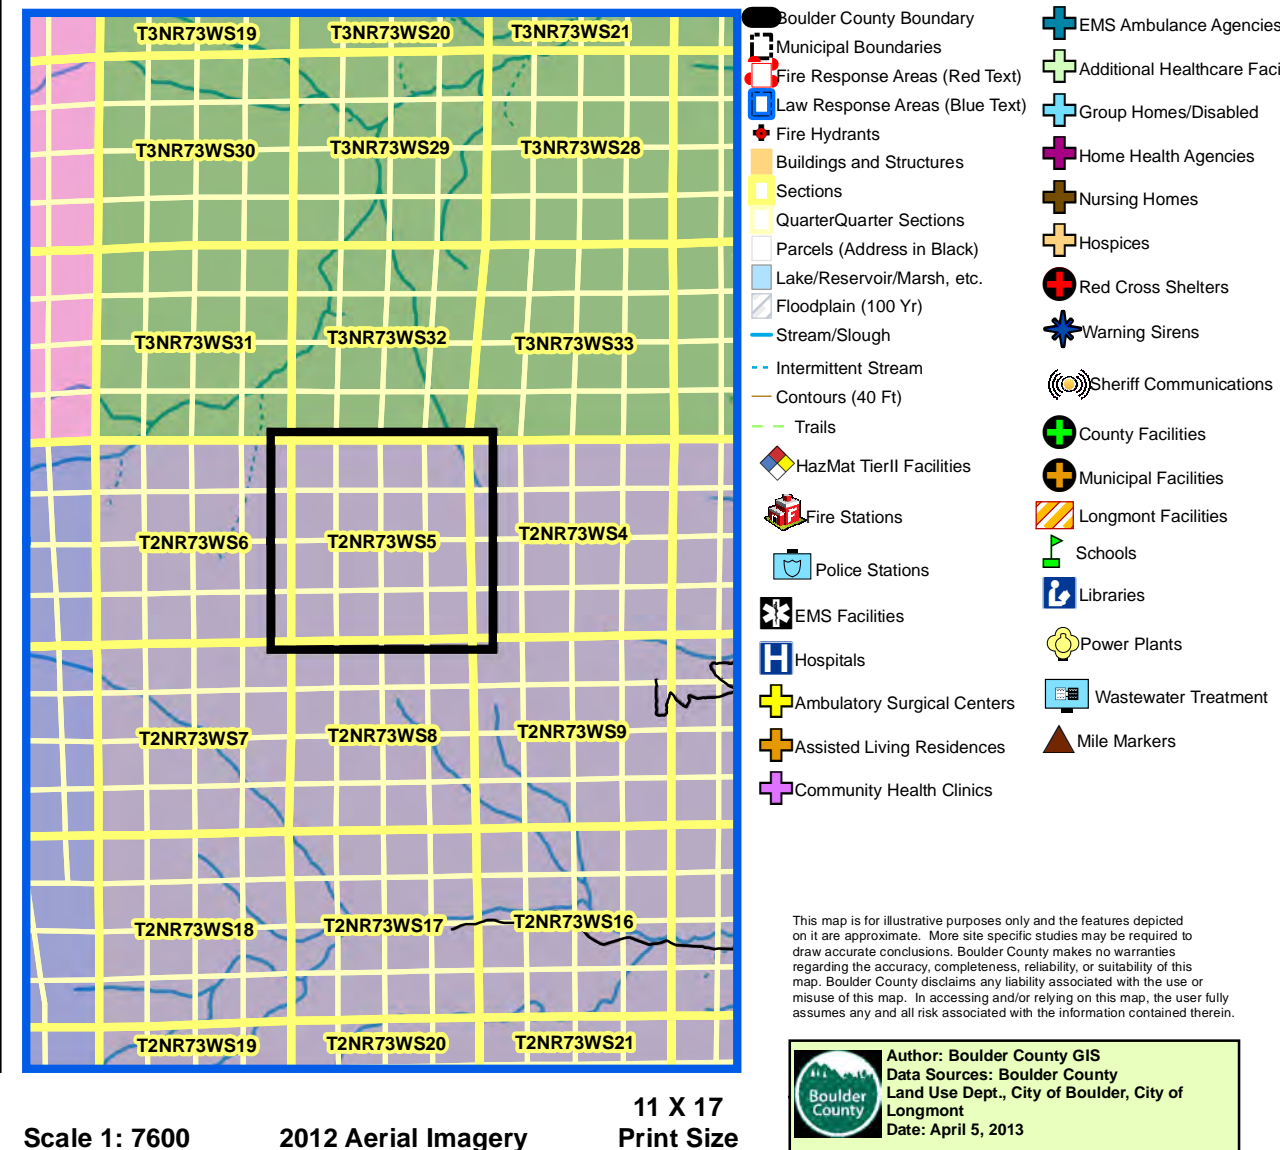 T3NR73WS19
T3NR73WS20
T3NR73WS21
T3NR73WS30
T3NR73WS29
T3NR73WS28
T3NR73WS31
T3NR73WS32
T3NR73WS33
T2NR73WS6
T2NR73WS5
T2NR73WS4
T2NR73WS7
T2NR73WS8
T2NR73WS9
T2NR73WS18
T2NR73WS17
T2NR73WS16
T2NR73WS19
T2NR73WS20
T2NR73WS21
Scale 1: 7600
2012 Aerial Imagery
11 X 17
Print Size
Boulder County Boundary
Municipal Boundaries
Fire Response Areas (Red Text)
Law Response Areas (Blue Text)
Fire Hydrants
Buildings and Structures
Sections
QuarterQuarter Sections
Parcels (Address in Black)
Lake/Reservoir/Marsh, etc.
Floodplain (100 Yr)
Stream/Slough
Intermittent Stream
Contours (40 Ft)
Trails
HazMat TierII Facilities
Fire Stations
Police Stations
EMS Facilities
Hospitals
Ambulatory Surgical Centers
Assisted Living Residences
Community Health Clinics
EMS Ambulance Agencies
Additional Healthcare Faci
Group Homes/Disabled
Home Health Agencies
Nursing Homes
Hospices
Red Cross Shelters
Warning Sirens
Sheriff Communications
County Facilities
Municipal Facilities
Longmont Facilities
Schools
Libraries
Power Plants
Wastewater Treatment
Mile Markers
This map is for illustrative purposes only and the features depicted
on it are approximate. More site specific studies may be required to
draw accurate conclusions. Boulder County makes no warranties
regarding the accuracy, completeness, reliability, or suitability of this
map. Boulder County disclaims any liability associated with the use or
misuse of this map. In accessing and/or relying on this map, the user fully
assumes any and all risk associated with the information contained therein.
Boulder
County
Author: Boulder County GIS
Data Sources: Boulder County
Land Use Dept., City of Boulder, City of
Longmont
Date: April 5, 2013